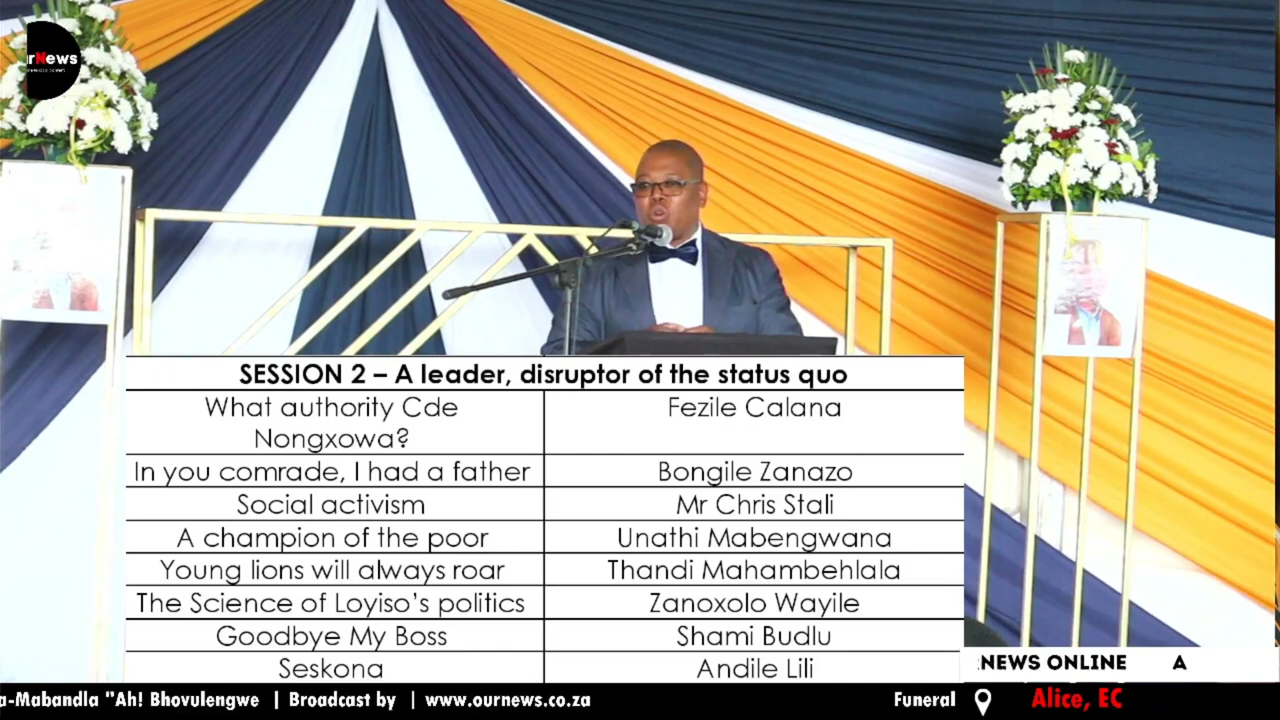 rNews
SESSION 2 – A leader, disruptor of the status quo
What authority Cde Nongxowa?
Fezile Calana
In you comrade, I had a father
Bongile Zanazo
Social activism
Mr Chris Stali
A champion of the poor
Unathi Mabengwana
Young lions will always roar
Thandi Mahambehlala
The Science of Loyiso's politics
Zanoxolo Wayile
Goodbye My Boss
Shami Budlu
Seskona
Andile Lili
NEWS ONLINE A
a-Mabandla "Ah! Bhovulengwe | Broadcast by | www.ournews.co.za
Funeral
Alice, EC